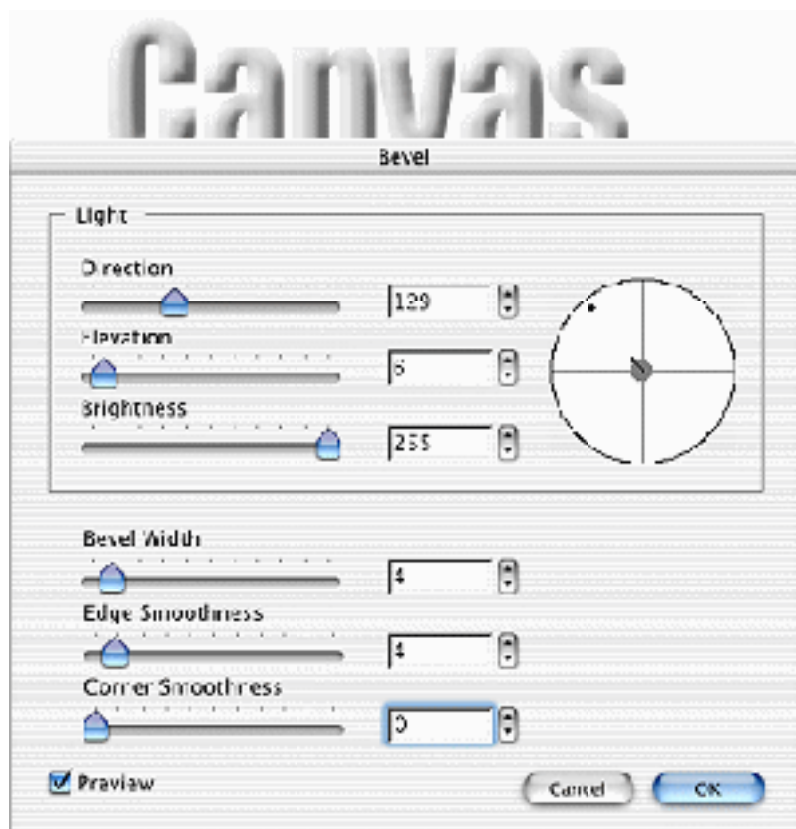 Canvas
Bevel
Light
Direction
129
Elevation
6
Brightness
255
Bevel Width
4
Edge Smoothness
4
Corner Smoothness
0
Preview
Cancel
OK